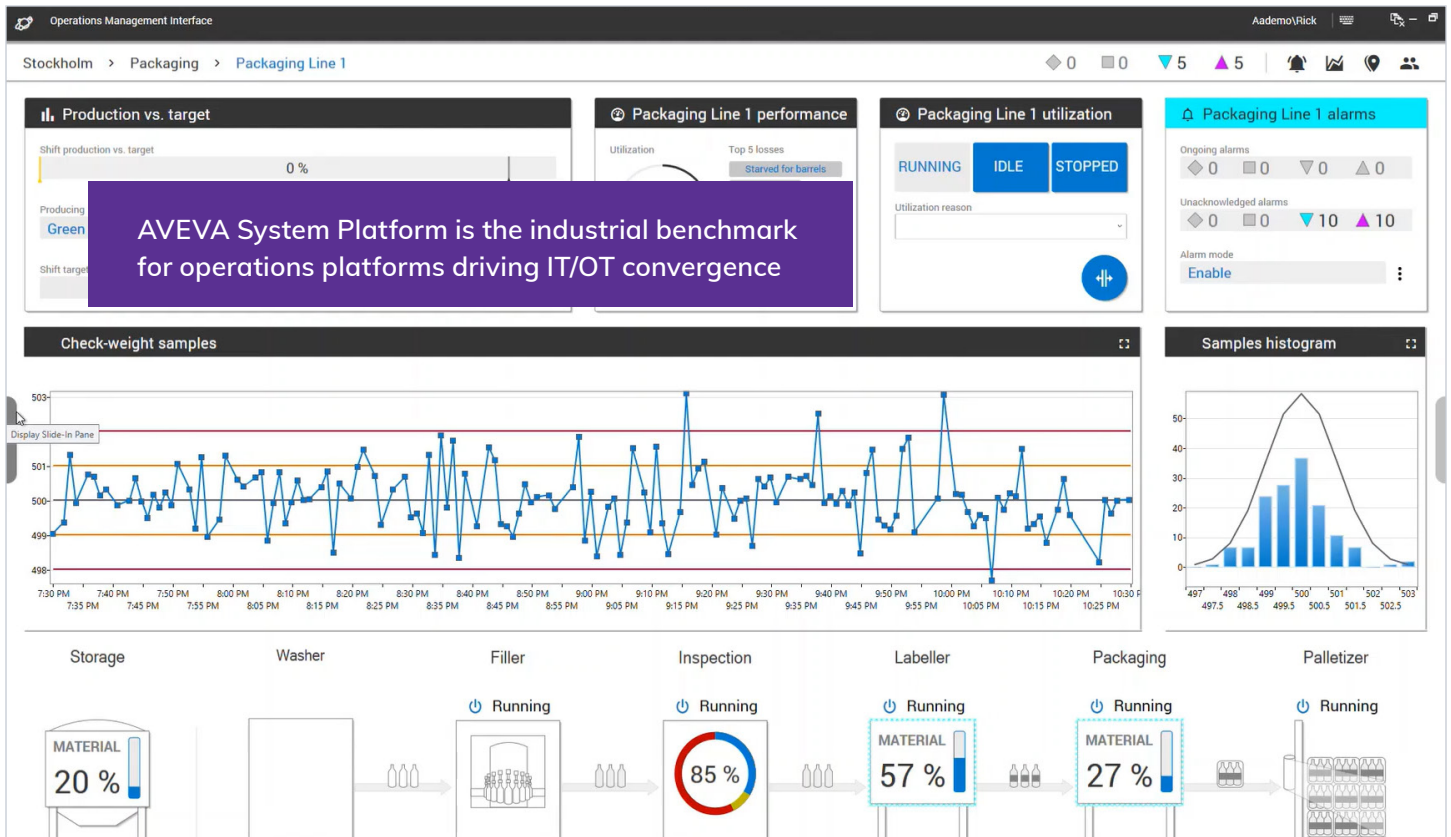 Operations Management Interface
Aademo\Rick
Stockholm > Packaging > Packaging Line 1
0 0 5 5
Production vs. target
Shift production vs. target
0 %
Producing
Green
Shift target
Packaging Line 1 performance
Utilization
Top 5 losses
Starved for barrels
Packaging Line 1 utilization
RUNNING IDLE STOPPED
Utilization reason
Packaging Line 1 alarms
Ongoing alarms
0 0 0 0
Unacknowledged alarms
0 0 10 10
Alarm mode
Enable
AVEVA System Platform is the industrial benchmark
for operations platforms driving IT/OT convergence
Check-weight samples
503
501
500
499
498
Display Slide-In Pane
7:30 PM 7:40 PM 7:50 PM 8:00 PM 8:10 PM 8:20 PM 8:30 PM 8:40 PM 8:50 PM 9:00 PM 9:10 PM 9:20 PM 9:30 PM 9:40 PM 9:50 PM 10:00 PM 10:10 PM 10:20 PM 10:30 P
7:35 PM 7:45 PM 7:55 PM 8:05 PM 8:15 PM 8:25 PM 8:35 PM 8:45 PM 8:55 PM 9:05 PM 9:15 PM 9:25 PM 9:35 PM 9:45 PM 9:55 PM 10:05 PM 10:15 PM 10:25 PM
Samples histogram
50
40
30
20
10
0
497 498 499 500 501 502 503
497.5 498.5 499.5 500.5 501.5 502.5
Storage Washer Filler Inspection Labeller Packaging Palletizer
Running Running Running Running Running
MATERIAL
20 %
85 %
MATERIAL
57 %
MATERIAL
27 %